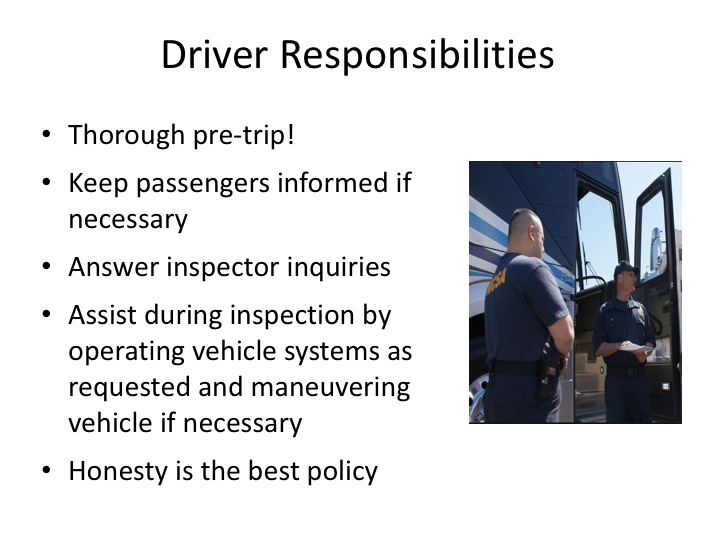 Driver Responsibilities
• Thorough pre-trip!
• Keep passengers informed if
necessary
• Answer inspector inquiries
• Assist during inspection by
operating vehicle systems as
requested and maneuvering
vehicle if necessary
• Honesty is the best policy